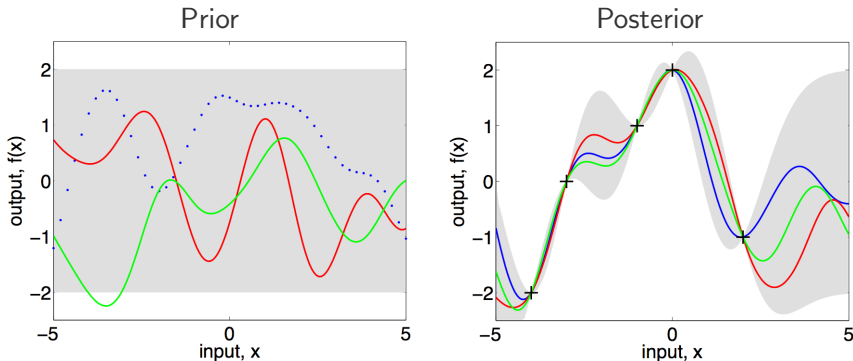 Prior
2
1
0
−1
−2
output, f(x)
−5
0
5
input, x
Posterior
2
1
0
−1
−2
output, f(x)
−5
0
5
input, x